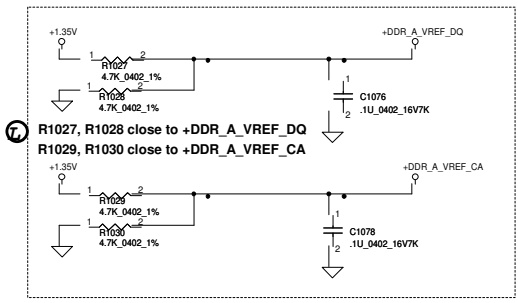 +1.35V
+DDR_A_VREF_DQ
1 2
R1027
4.7K_0402_1%
1 2
R1028
4.7K_0402_1%
1
C1076
2
.1U_0402_16V7K
R1027, R1028 close to +DDR_A_VREF_DQ
R1029, R1030 close to +DDR_A_VREF_CA
+1.35V
+DDR_A_VREF_CA
1 2
R1029
4.7K_0402_1%
1 2
R1030
4.7K_0402_1%
1
C1078
2
.1U_0402_16V7K